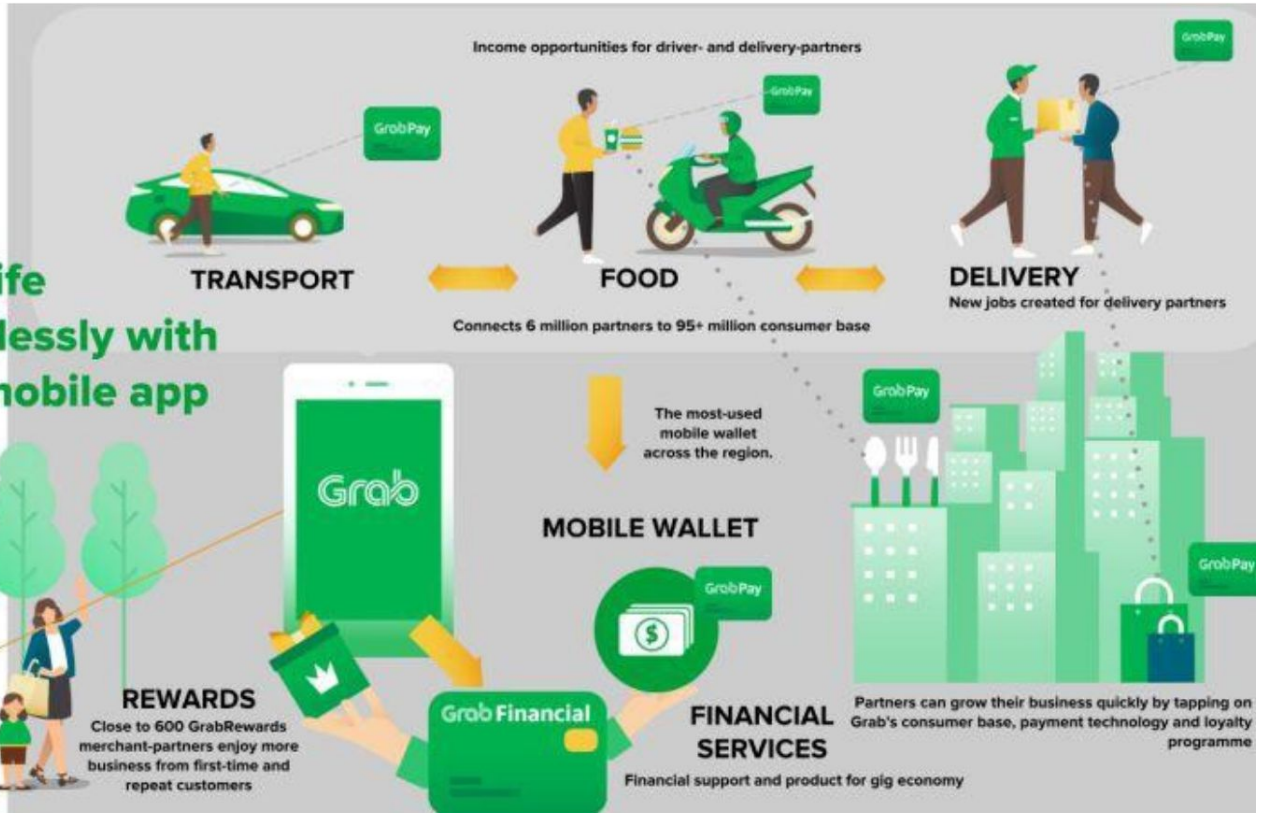 Income opportunities for driver- and delivery-partners
GrabPay
GrabPay
GrabPay
TRANSPORT
FOOD
DELIVERY
New jobs created for delivery partners
Connects 6 million partners to 95+ million consumer base
ife
lessly with
obile app
The most-used
mobile wallet
across the region.
GrabPay
Grab
MOBILE WALLET
GrabPay
GrabPay
REWARDS
Close to 600 GrabRewards
merchant-partners enjoy more
business from first-time and
repeat customers
Grab Financial
FINANCIAL
SERVICES
Financial support and product for gig economy
Partners can grow their business quickly by tapping on
Grab's consumer base, payment technology and loyalty
programme